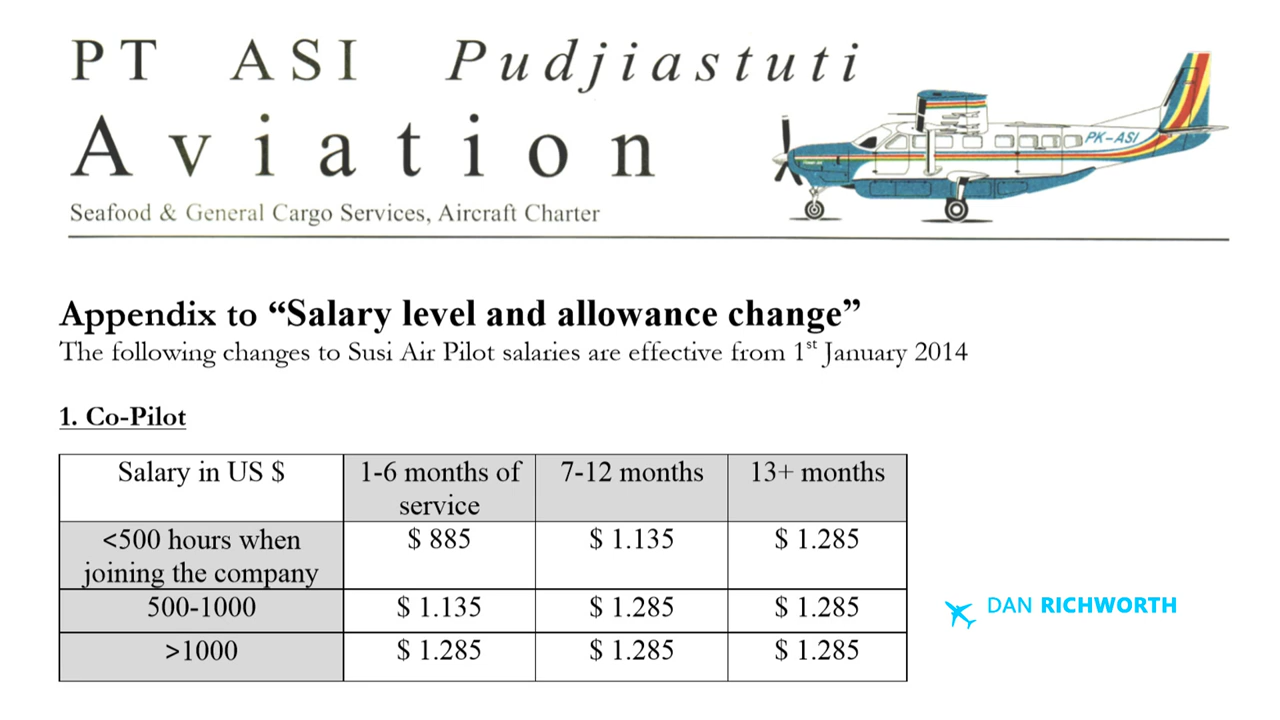 PT ASI Pudjiastuti
Aviation
PK-ASI
Seafood & General Cargo Services, Aircraft Charter
Appendix to “Salary level and allowance change”
The following changes to Susi Air Pilot salaries are effective from 1st January 2014
1. Co-Pilot
Salary in US $ 1-6 months of service 7-12 months 13+ months
<500 hours when joining the company $ 885 $ 1.135 $ 1.285
500-1000 $ 1.135 $ 1.285 $ 1.285
>1000 $ 1.285 $ 1.285 $ 1.285
DAN RICHWORTH